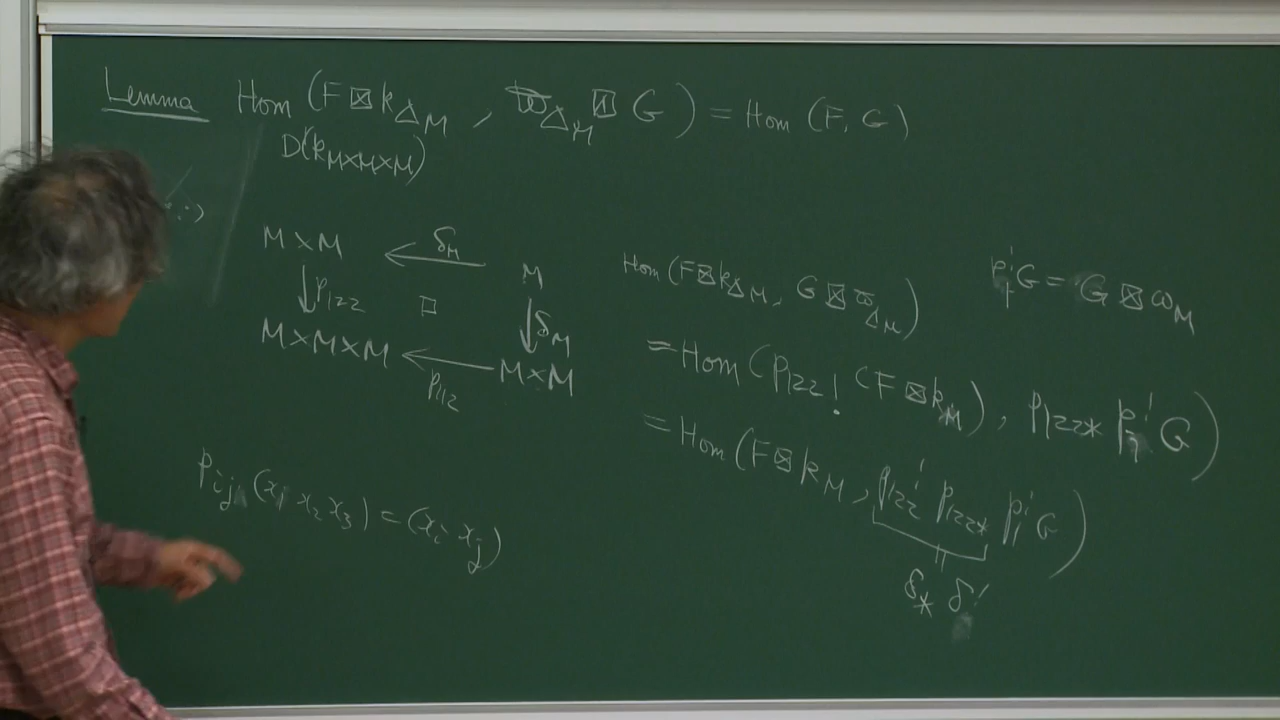 Lemma Hom (F ⊠ k_{Δ_M} , ω_{Δ_M} ⊠ G) = Hom (F, G)
D(k_{M×M×M})
∵)
M × M ←δ_M M
↓p_{122} □ ↓δ_M
M×M×M ←p_{112} M×M
p_{ij} (x_1 x_2 x_3) = (x_i x_j)
Hom (F⊠k_{Δ_M}, G ⊠ ω_{Δ_M})
p_1^! G = G ⊠ ω_M
= Hom (p_{122!} (F ⊠ k_M), p_{122*} p_1^! G)
= Hom (F ⊠ k_M, p_{122}^! p_{122*} p_1^! G)
||
δ_* δ^!